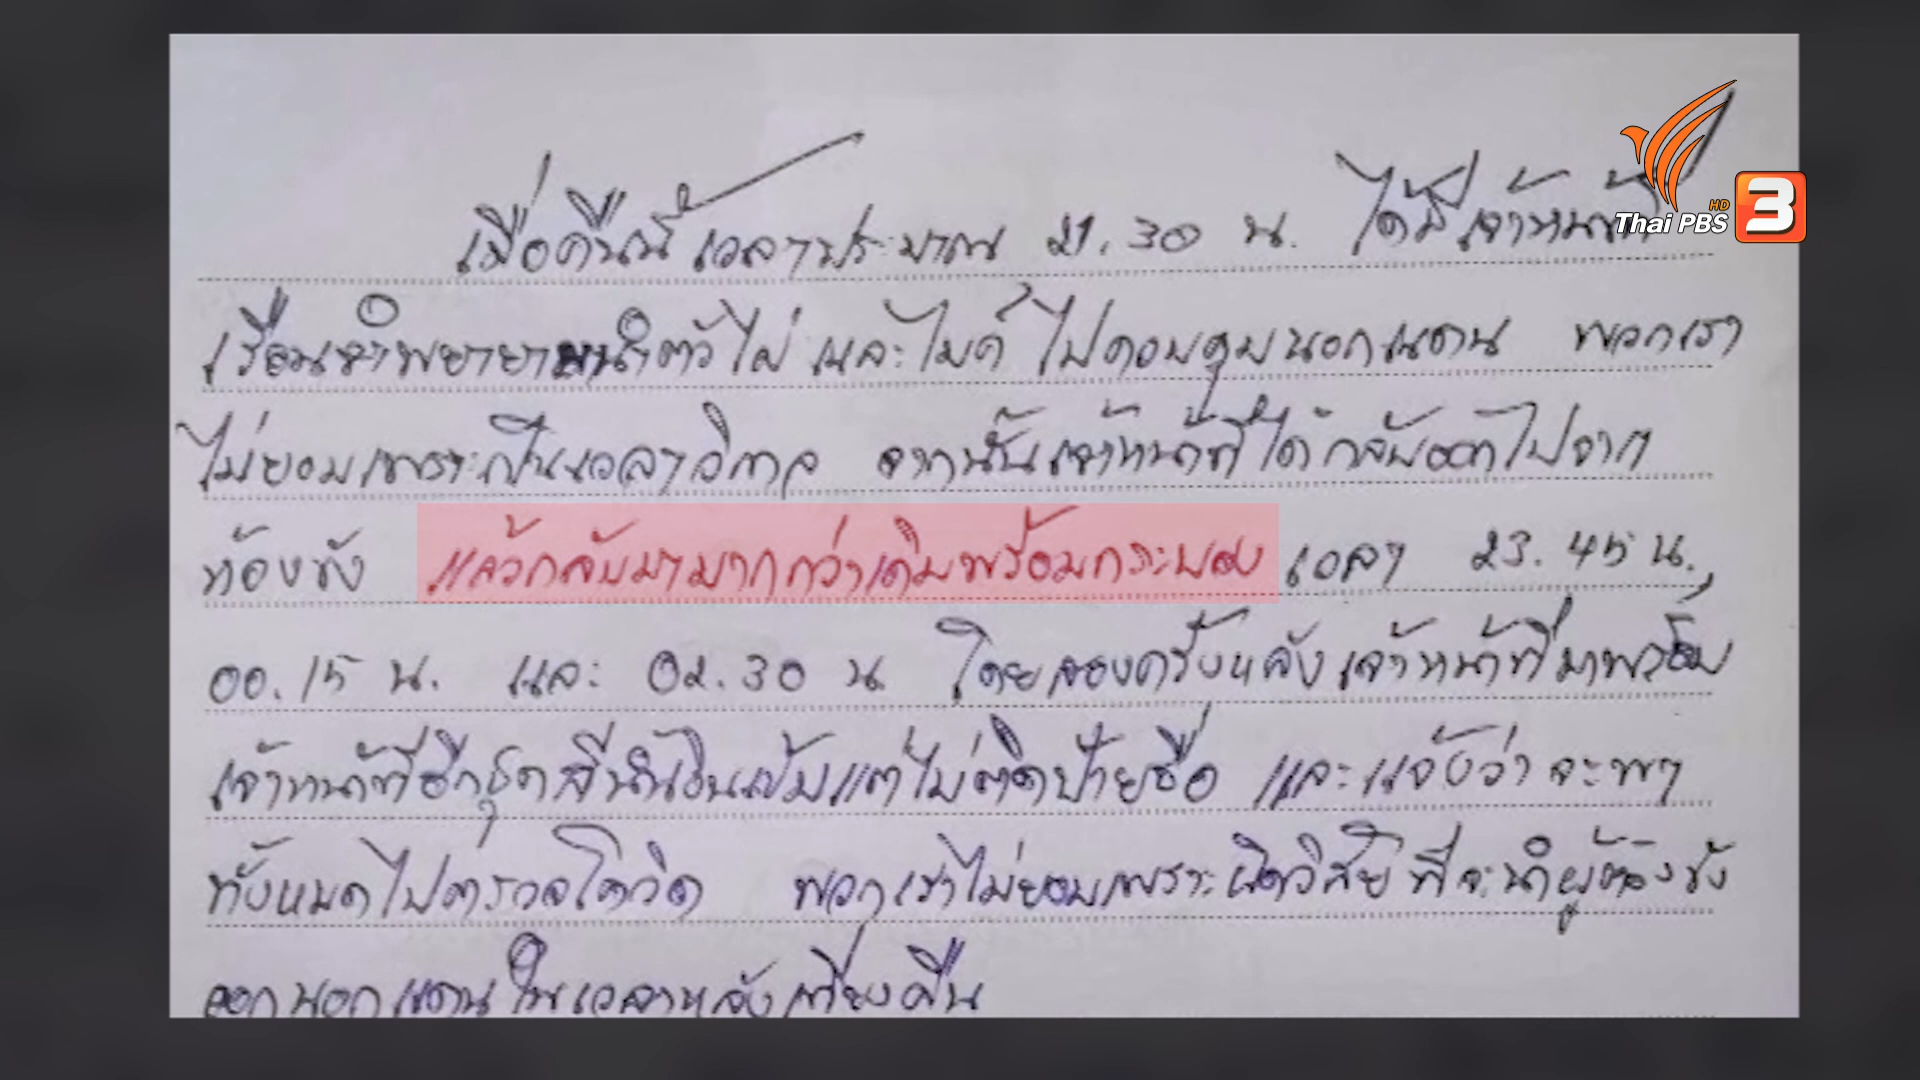 เมื่อคืนนี้ เวลาประมาณ 21.30 น. ได้มีเจ้าหน้าที่
เรือนจำพยายามนำตัวไผ่ และไมค์ ไปควบคุมนอกแดน พวกเรา
ไม่ยอมเพราะเป็นเวลาวิกาล จากนั้นเจ้าหน้าที่ได้กลับออกไปจาก
ห้องขัง แล้วกลับมามากกว่าเดิมพร้อมกระบอง เวลา 23.45 น.,
00.15 น. และ 02.30 น โดยสองครั้งหลังเจ้าหน้าที่มาพร้อม
เจ้าหน้าที่อีกชุดสีน้ำเงินเข้มแต่ไม่ติดป้ายชื่อ และแจ้งว่าจะพา
ทั้งหมดไปตรวจโควิด พวกเราไม่ยอมเพราะผิดวิสัยที่จะนำผู้ต้องขัง
ออกนอกแดนในเวลาหลังเที่ยงคืน
Thai PBS HD 3